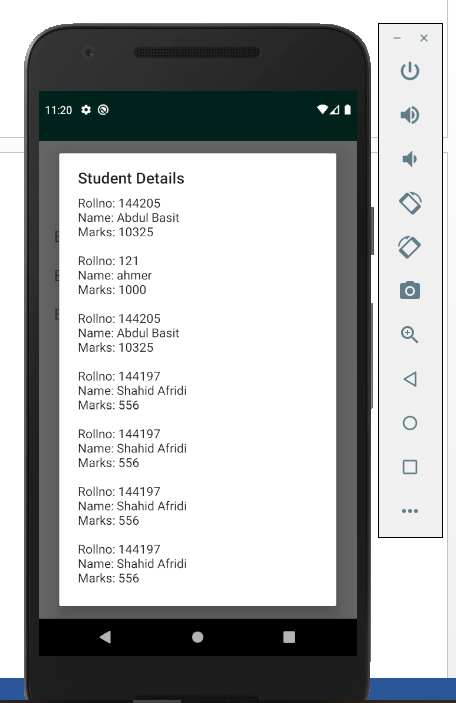 11:20
Student Details
Rollno: 144205
Name: Abdul Basit
Marks: 10325
Rollno: 121
Name: ahmer
Marks: 1000
Rollno: 144205
Name: Abdul Basit
Marks: 10325
Rollno: 144197
Name: Shahid Afridi
Marks: 556
Rollno: 144197
Name: Shahid Afridi
Marks: 556
Rollno: 144197
Name: Shahid Afridi
Marks: 556
Rollno: 144197
Name: Shahid Afridi
Marks: 556